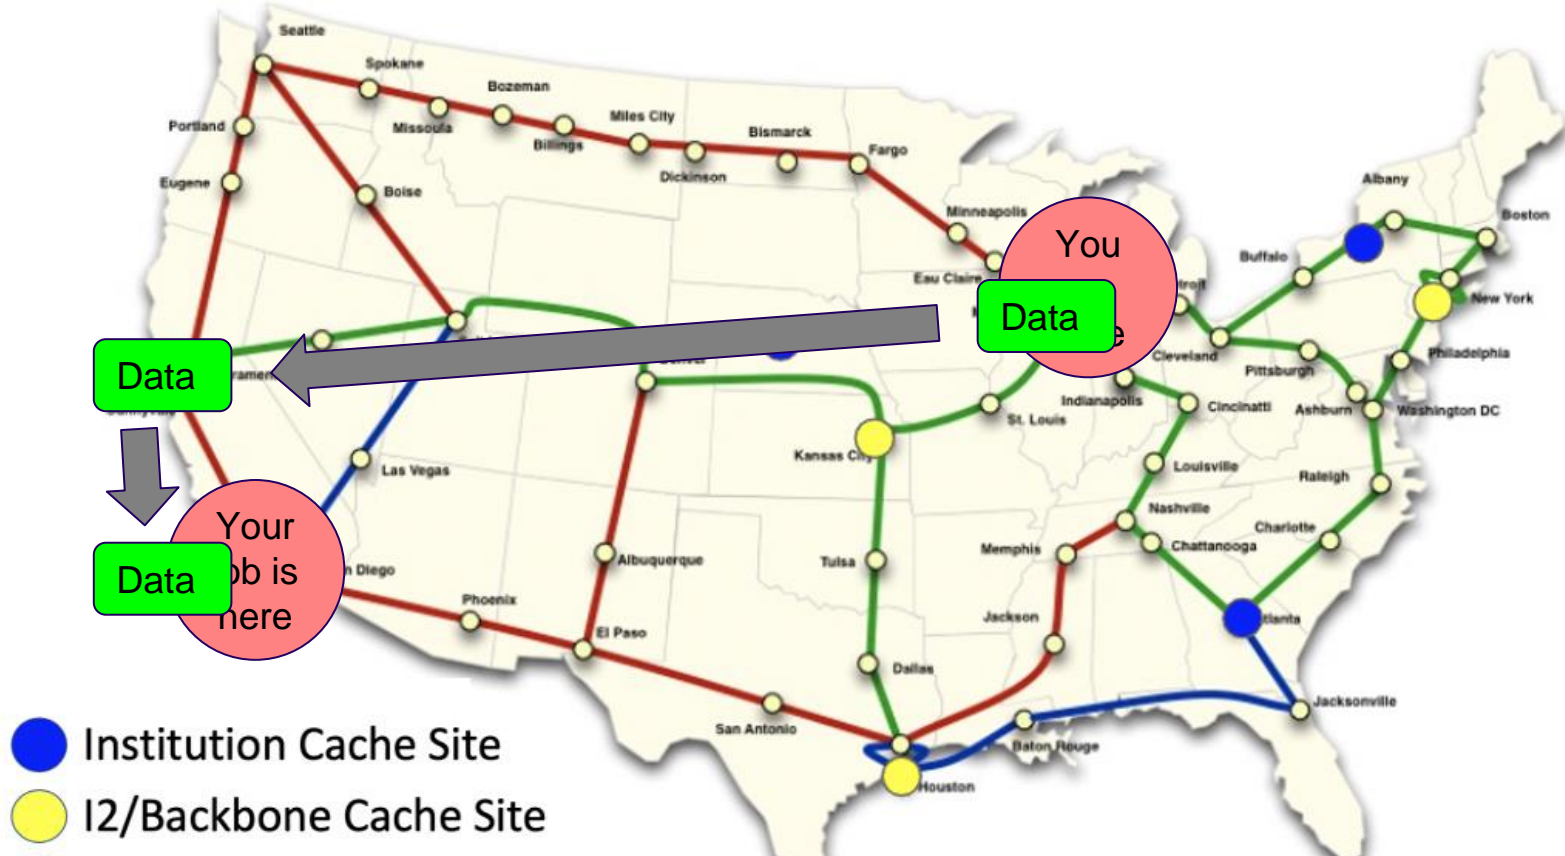 Seattle
Spokane
Bozeman
Miles City
Bismarck
Fargo
Portland
Missoula
Billings
Dickinson
Eugene
Boise
Minneapolis
Albany
Boston
Eau Claire
You
Buffalo
New York
Data
Data
Cleveland
Pittsburgh
Philadelphia
Indianapolis
Cincinatti
Ashburn
Washington DC
St. Louis
Kansas City
Las Vegas
Louisville
Raleigh
Nashville
Charlotte
Your
Data
is
here
Albuquerque
Tulsa
Memphis
Chattanooga
Diego
Phoenix
El Paso
Jackson
Dallas
San Antonio
Jacksonville
Baton Rouge
Houston
Institution Cache Site
I2/Backbone Cache Site